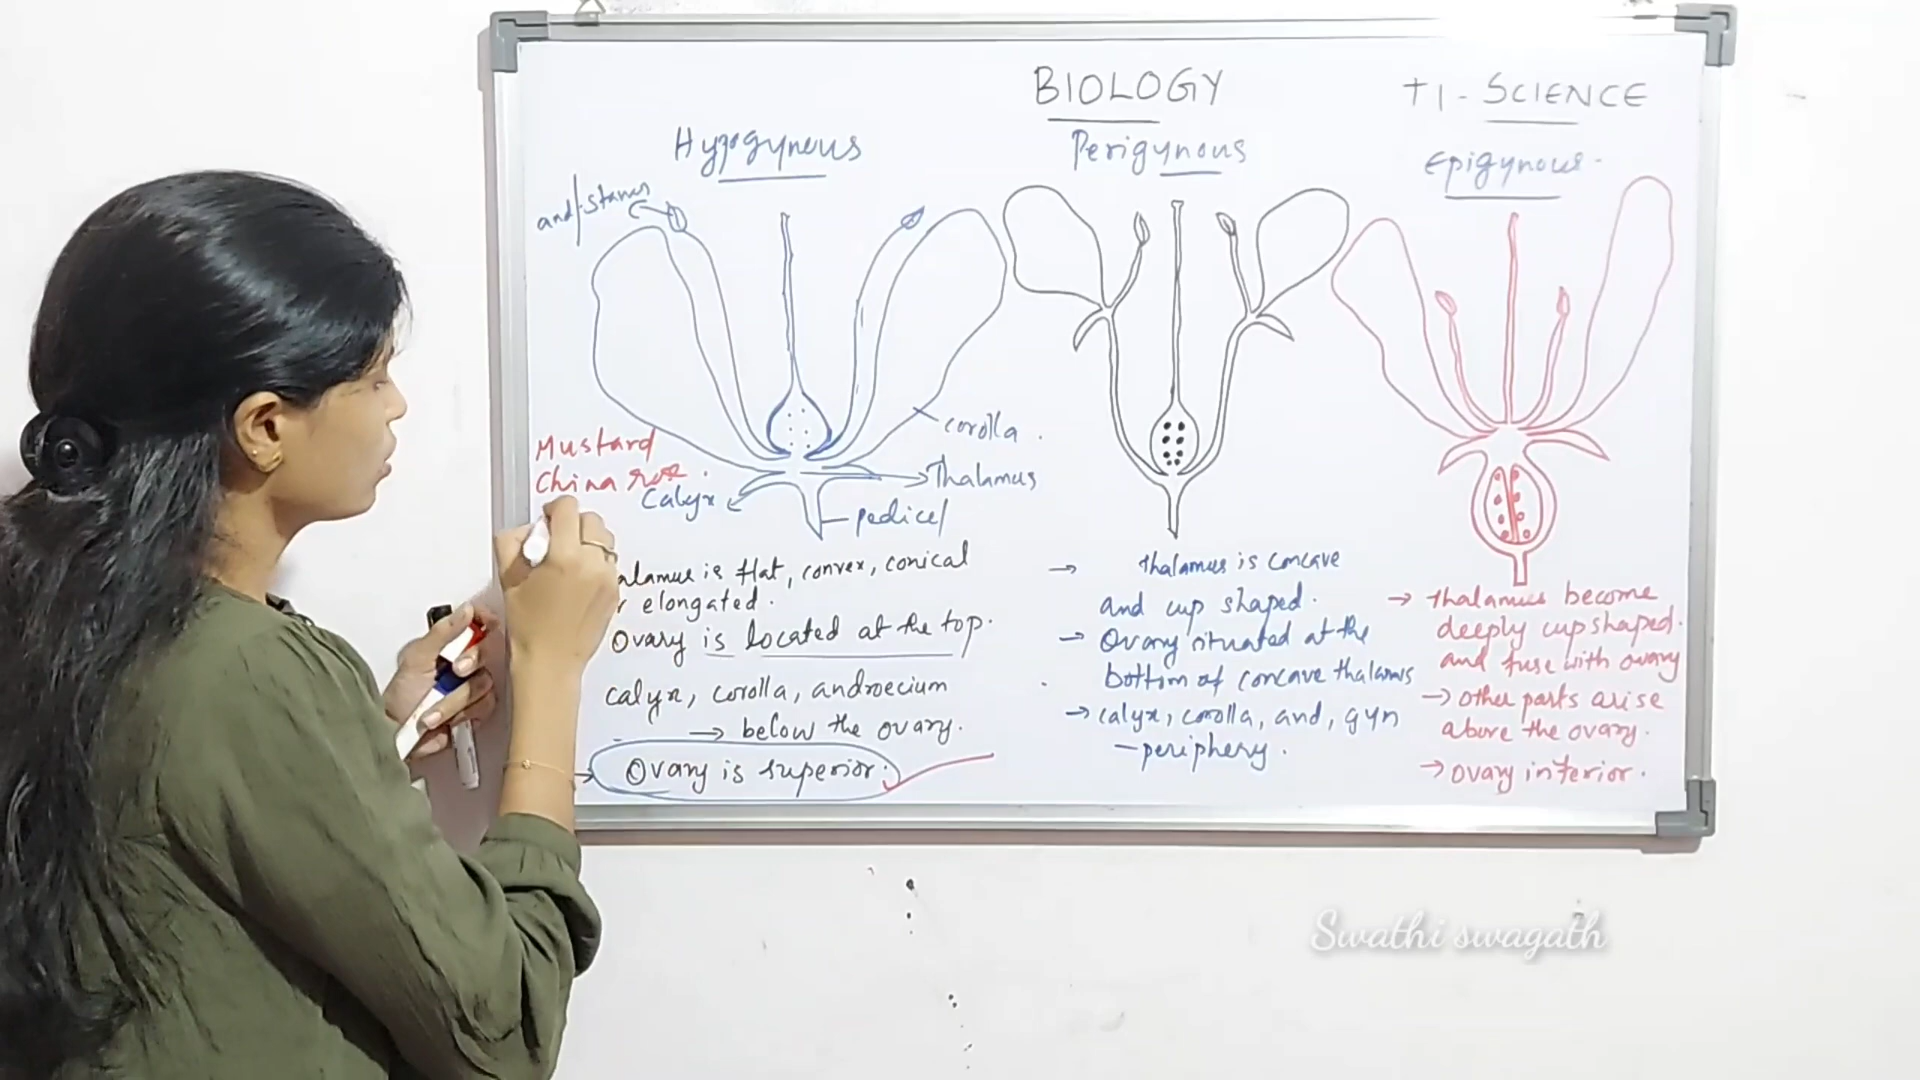 BIOLOGY
+1 - SCIENCE
Hypogynous
Perigynous
Epigynous.
and/stames
corolla.
Mustard
China rose.
Calyx
Thalamus
pedicel
alamus is flat, convex, conical
r elongated.
Ovary is located at the top.
calyx, corolla, androecium
→ below the ovary.
→ Ovary is superior.
→ thalamus is concave
and cup shaped.
→ Ovary situated at the
bottom of concave thalamus
→ calyx, corolla, and, gyn
- periphery.
→ thalamus become
deeply cup shaped.
and fuse with ovary
→ other parts arise
above the ovary.
→ ovary inferior.
Swathi swagath